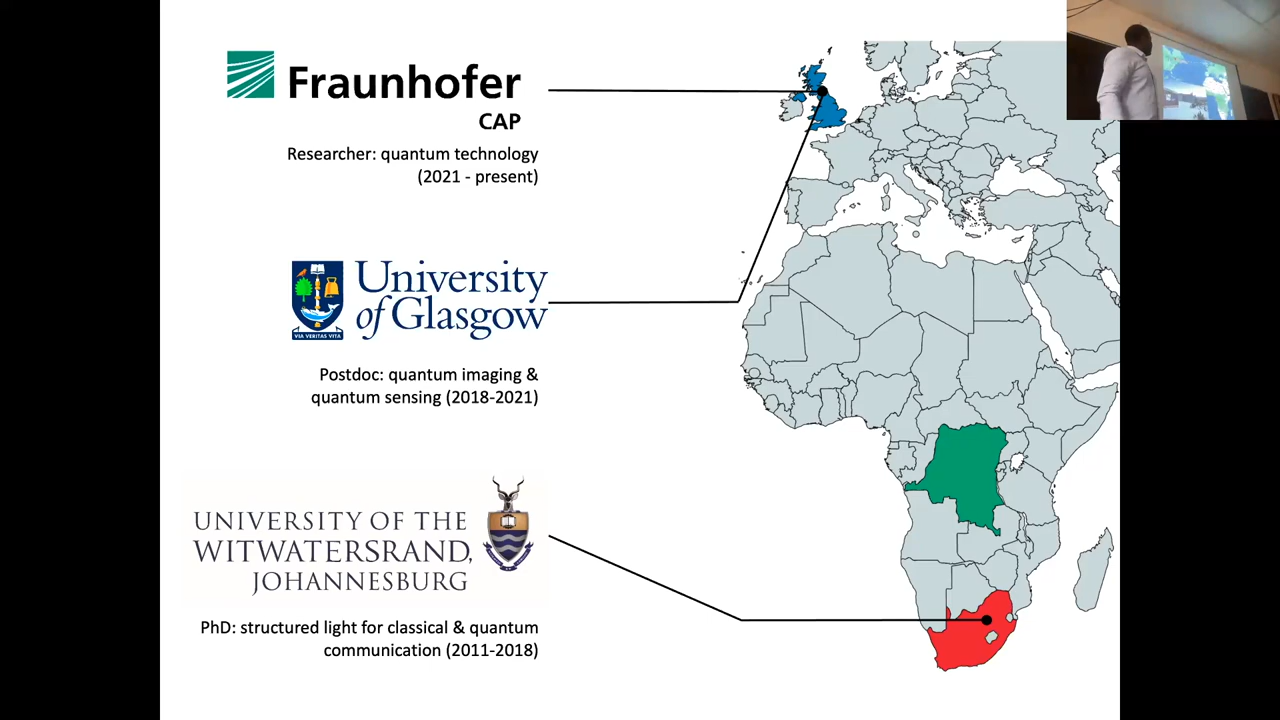 Fraunhofer
CAP
Researcher: quantum technology
(2021 - present)
University
of Glasgow
VIA VERITAS VITA
Postdoc: quantum imaging &
quantum sensing (2018-2021)
UNIVERSITY OF THE
WITWATERSRAND,
JOHANNESBURG
PhD: structured light for classical & quantum
communication (2011-2018)